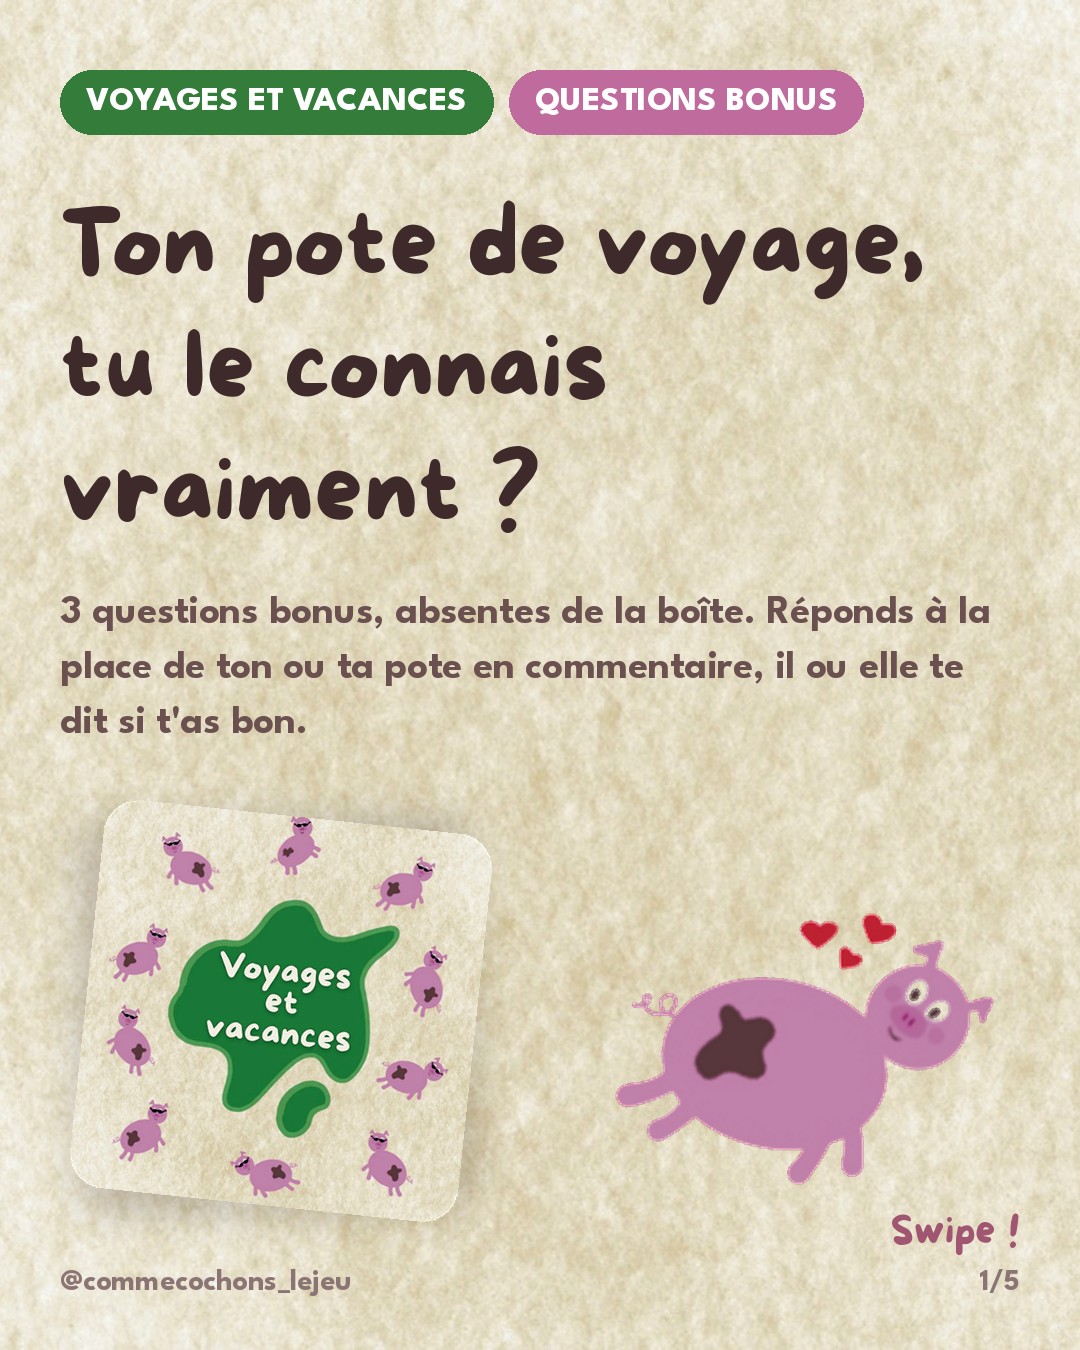 VOYAGES ET VACANCES
QUESTIONS BONUS
Ton pote de voyage,
tu le connais
vraiment ?
3 questions bonus, absentes de la boîte. Réponds à la
place de ton ou ta pote en commentaire, il ou elle te
dit si t'as bon.
Voyages
et
vacances
Swipe !
@commecochons_lejeu
1/5